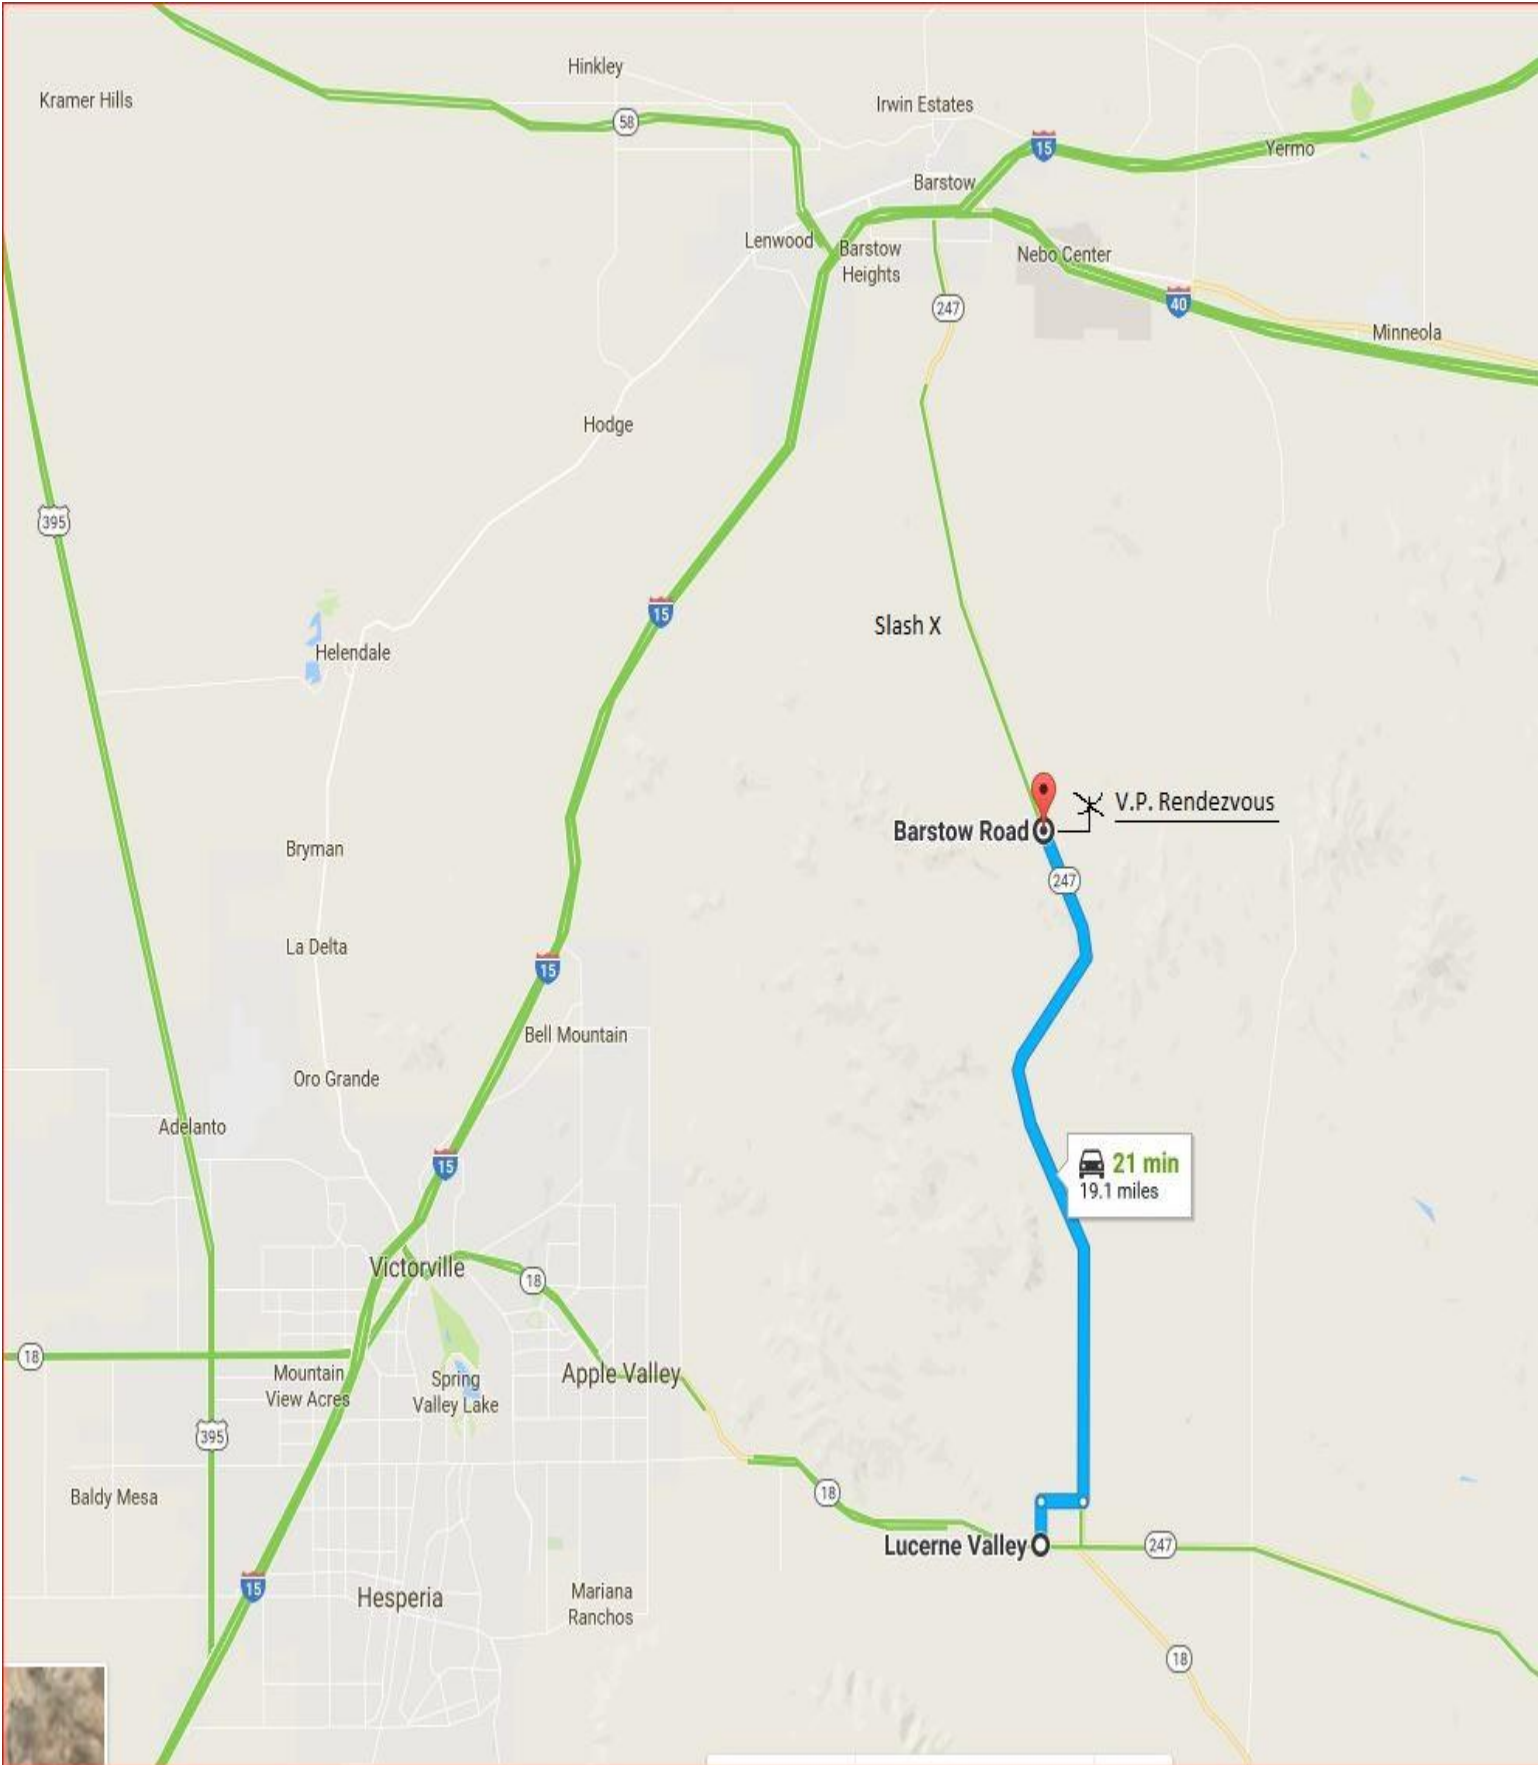 Hinkley
Kramer Hills
Irwin Estates
58
15
Yermo
Barstow
Lenwood
Barstow
Heights
Nebo Center
247
40
Minneola
Hodge
395
15
Slash X
Helendale
V.P. Rendezvous
Barstow Road
Bryman
247
La Delta
15
Bell Mountain
Oro Grande
Adelanto
15
21 min
19.1 miles
Victorville
18
18
Mountain
View Acres
Spring
Valley Lake
Apple Valley
395
Baldy Mesa
18
Lucerne Valley
247
15
Hesperia
Mariana
Ranchos
18